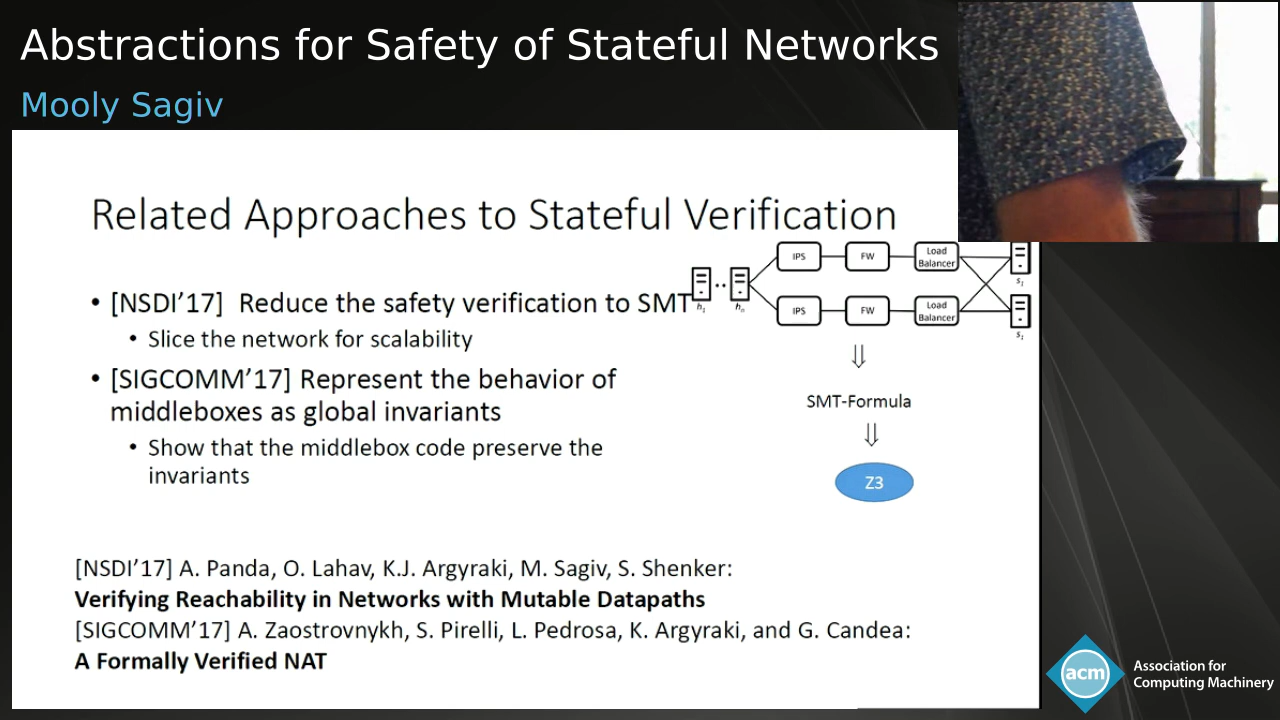 Abstractions for Safety of Stateful Networks
Mooly Sagiv
Related Approaches to Stateful Verification
• [NSDI’17] Reduce the safety verification to SMT
• Slice the network for scalability
• [SIGCOMM’17] Represent the behavior of
middleboxes as global invariants
• Show that the middlebox code preserve the
invariants
IPS
FW
Load
Balancer
s1
h1
hn
IPS
FW
Load
Balancer
s1
SMT-Formula
Z3
[NSDI’17] A. Panda, O. Lahav, K.J. Argyraki, M. Sagiv, S. Shenker:
Verifying Reachability in Networks with Mutable Datapaths
[SIGCOMM’17] A. Zaostrovnykh, S. Pirelli, L. Pedrosa, K. Argyraki, and G. Candea:
A Formally Verified NAT
acm
Association for
Computing Machinery